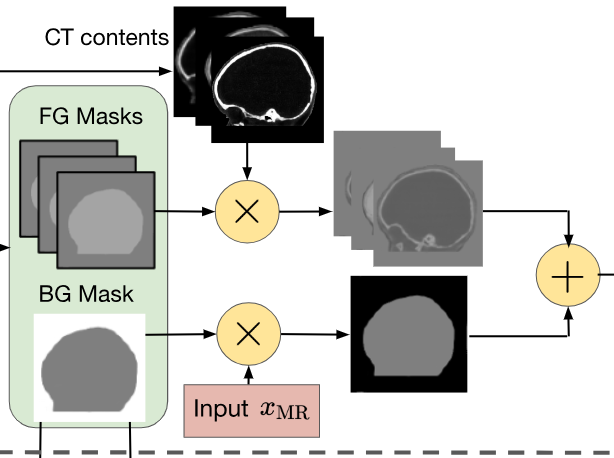 CT contents
FG Masks
×
BG Mask
+
×
Input x_MR